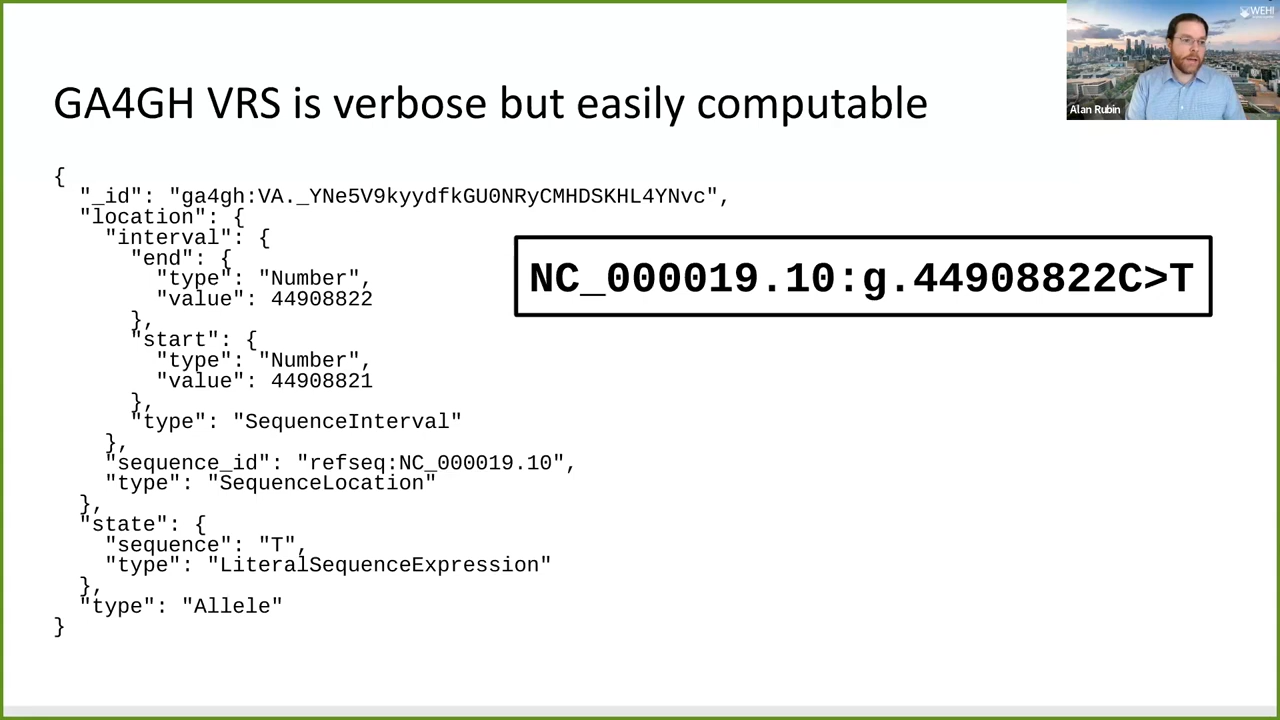 GA4GH VRS is verbose but easily computable
{
"_id": "ga4gh:VA._YNe5V9kyydfkGU0NRyCMHDSKHL4YNvc",
"location": {
"interval": {
"end": {
"type": "Number",
"value": 44908822
},
"start": {
"type": "Number",
"value": 44908821
},
"type": "SequenceInterval"
},
"sequence_id": "refseq:NC_000019.10",
"type": "SequenceLocation"
},
"state": {
"sequence": "T",
"type": "LiteralSequenceExpression"
},
"type": "Allele"
}
NC_000019.10:g.44908822C>T
WEHI
Alan Rubin